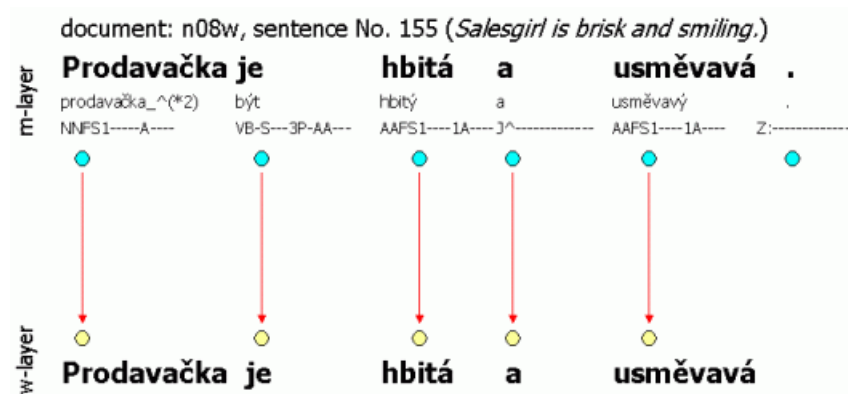 document: n08w, sentence No. 155 (Salesgirl is brisk and smiling.)
m-layer
Prodavačka je hbitá a usměvavá .
prodavačka_^(*2) být hbitý a usměvavý .
NNFS1-----A---- VB-S---3P-AA--- AAFS1----1A---- J^------------- AAFS1----1A---- Z:-------------
w-layer
Prodavačka je hbitá a usměvavá